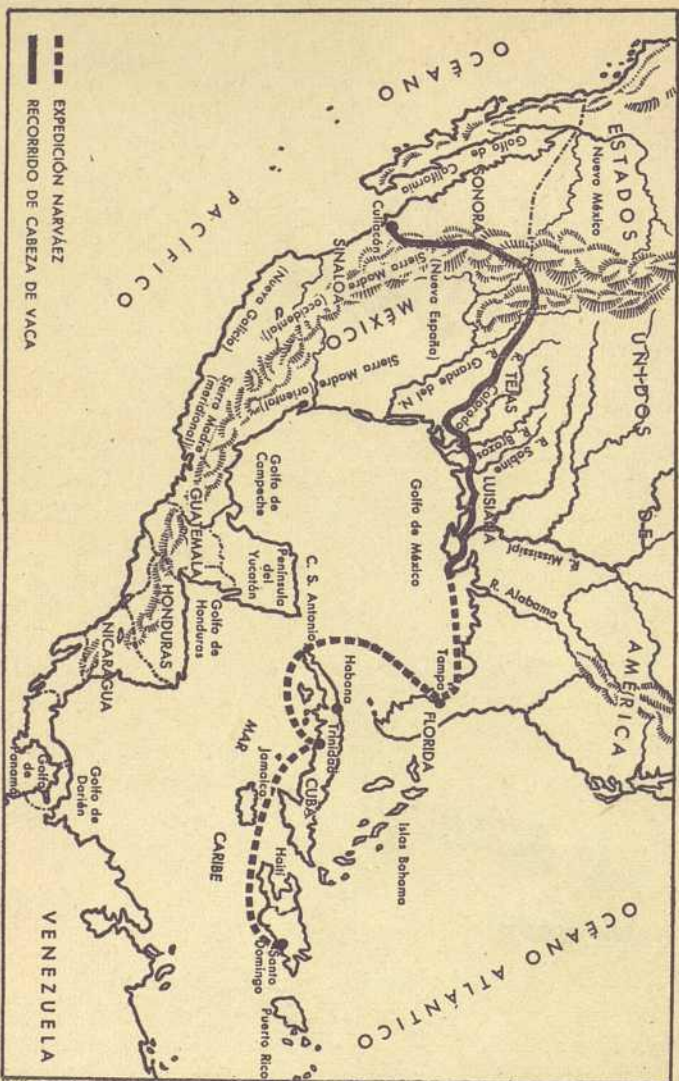 OCÉANO
PACÍFICO
ESTADOS
UNIDOS
DE
AMÉRICA
Nuevo México
Golfo de
California
SONORA
Culiacán
SINALOA
Sierra Madre
(occidental)
(Nueva España)
MÉXICO
Sierra Madre
(oriental)
(Nueva Galicia)
Sierra Madre
(meridional)
R. Grande del N.
TEJAS
R. Colorado
R. Brazos
R. Sabine
LUISIANA
R. Mississipí
R. Alabama
Golfo de México
Tampa
FLORIDA
Golfo de
Campeche
Península
del
Yucatán
C. S. Antonio
Habana
Trinidad
CUBA
Islas Bahama
OCÉANO ATLÁNTICO
GUATEMALA
HONDURAS
Golfo de
Honduras
NICARAGUA
MAR
CARIBE
Jamaica
Haití
Santo
Domingo
Puerto Rico
Golfo de
Darién
Golfo
de
Panamá
VENEZUELA
EXPEDICIÓN NARVÁEZ
RECORRIDO DE CABEZA DE VACA